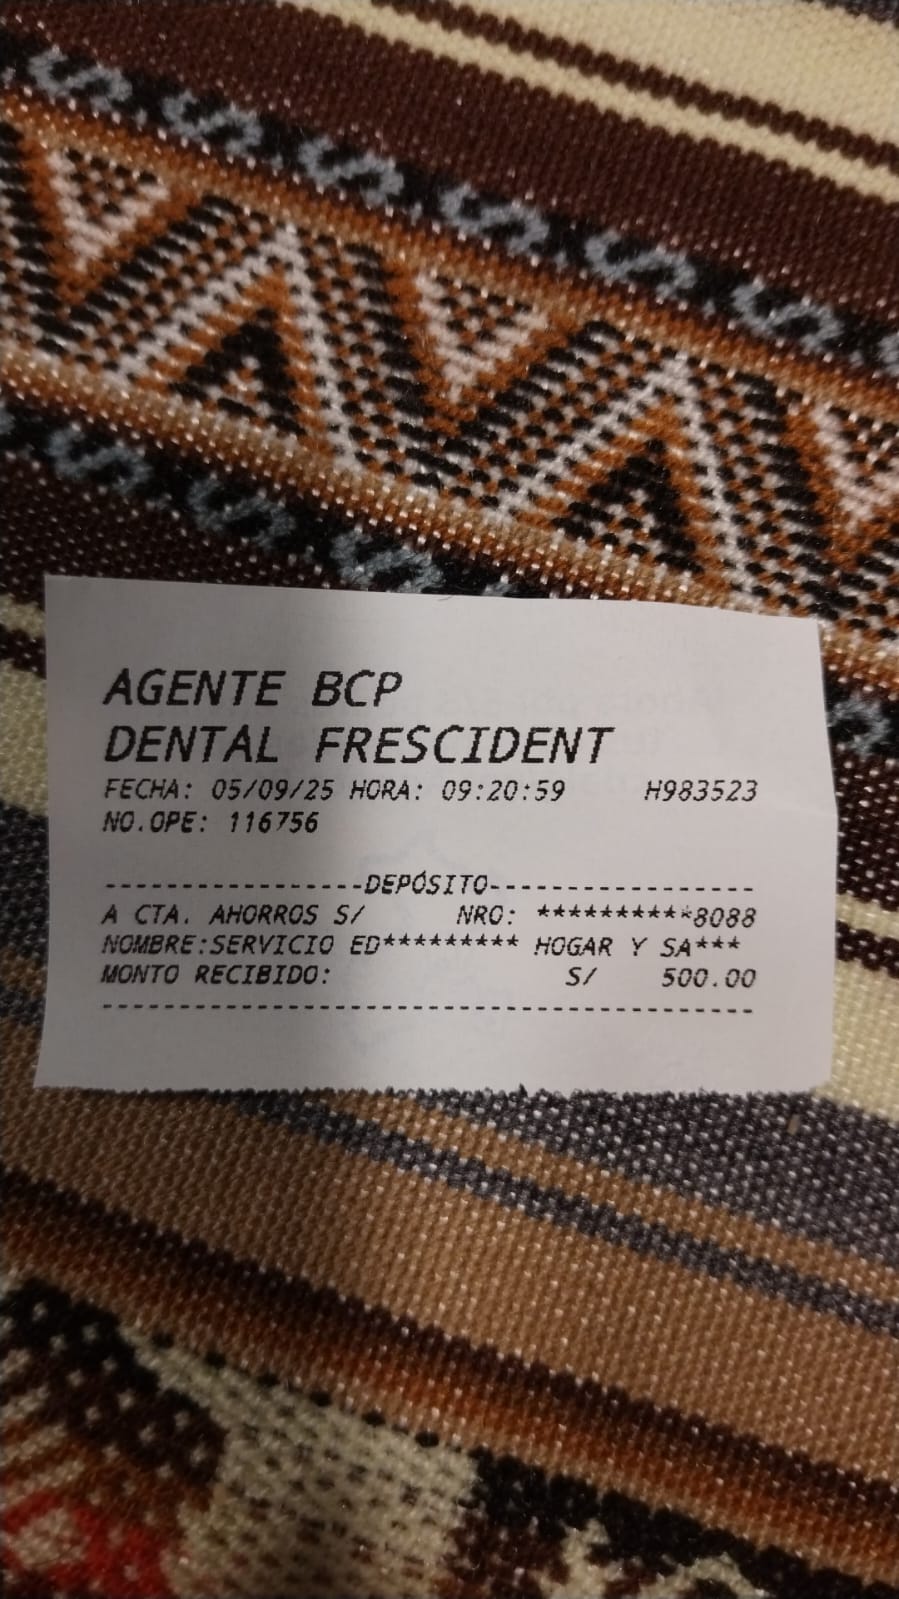 AGENTE BCP
DENTAL FRESCIDENT
FECHA: 05/09/25 HORA: 09:20:59 H983523
NO.OPE: 116756
-----------------DEPÓSITO-----------------
A CTA. AHORROS S/ NRO: **********8088
NOMBRE:SERVICIO ED********* HOGAR Y SA***
MONTO RECIBIDO: S/ 500.00
------------------------------------------